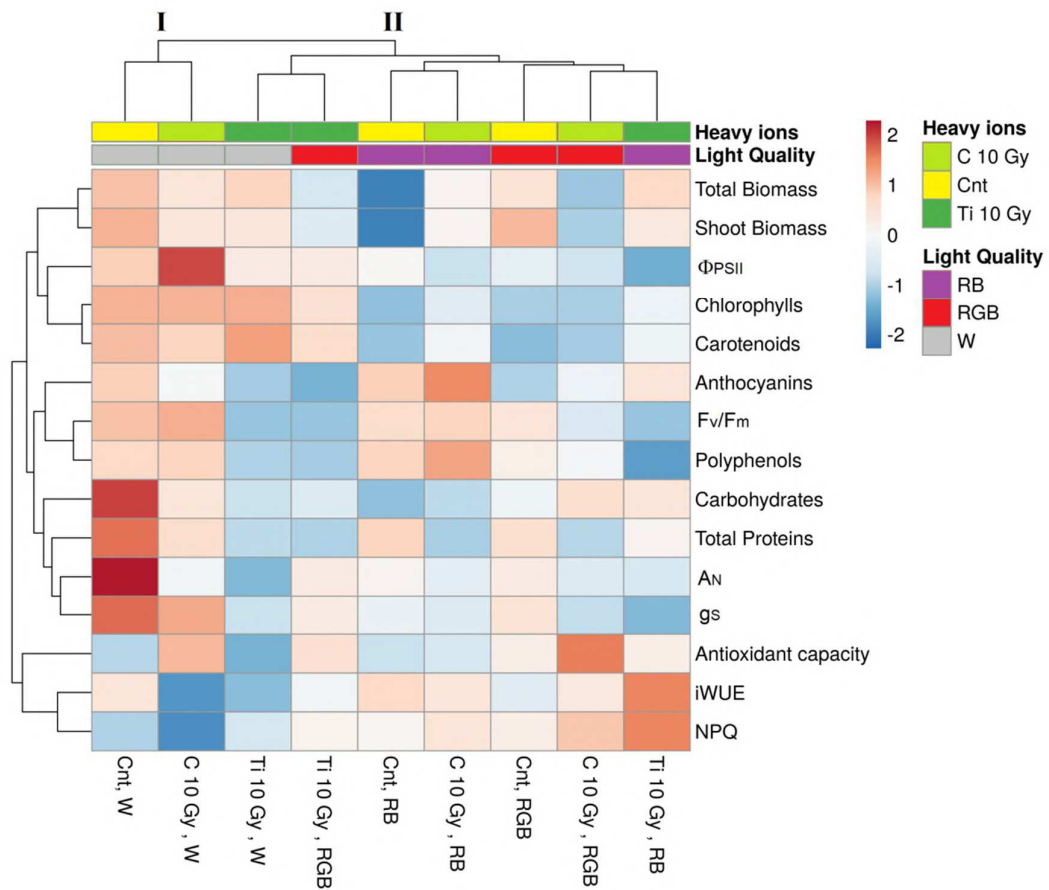 I II
Heavy ions
Light Quality
Total Biomass
Shoot Biomass
ΦPSII
Chlorophylls
Carotenoids
Anthocyanins
Fv/Fm
Polyphenols
Carbohydrates
Total Proteins
AN
gs
Antioxidant capacity
iWUE
NPQ
Cnt, W
C 10 Gy , W
Ti 10 Gy , W
Ti 10 Gy , RGB
Cnt, RB
C 10 Gy , RB
Cnt, RGB
C 10 Gy , RGB
Ti 10 Gy , RB
2
1
0
-1
-2
Heavy ions
C 10 Gy
Cnt
Ti 10 Gy
Light Quality
RB
RGB
W